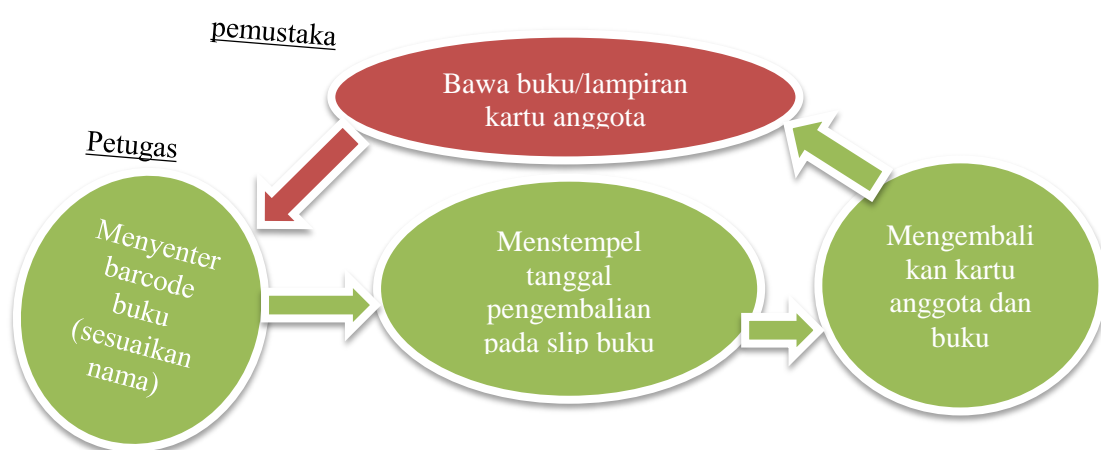 pemustaka
Bawa buku/lampiran
kartu anggota
Petugas
Menyenter
barcode
buku
(sesuaikan
nama)
Menstempel
tanggal
pengembalian
pada slip buku
Mengembali
kan kartu
anggota dan
buku